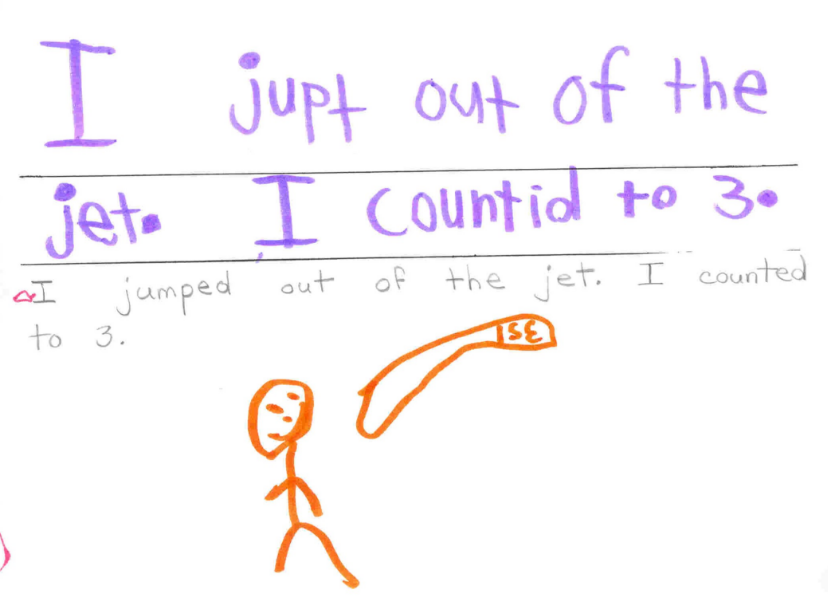 I jupt out of the
jet. I countid to 3.
I jumped out of the jet. I counted
to 3.